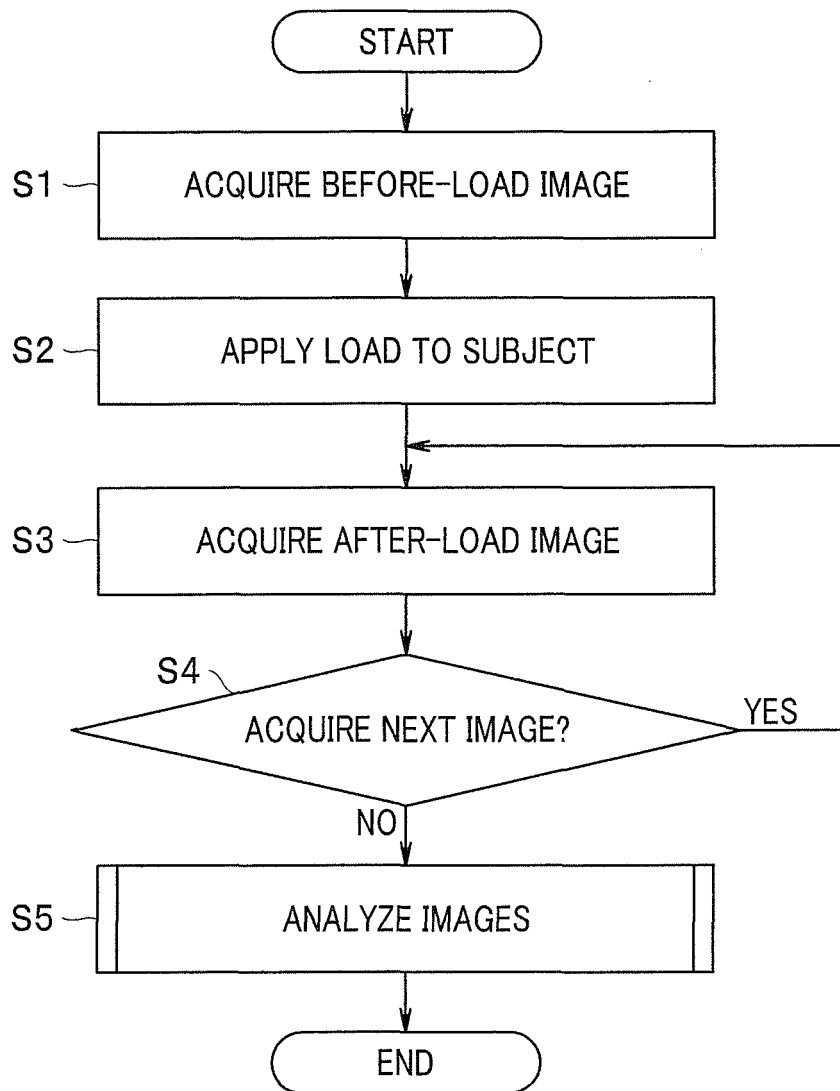 START
S1
ACQUIRE BEFORE-LOAD IMAGE
S2
APPLY LOAD TO SUBJECT
S3
ACQUIRE AFTER-LOAD IMAGE
S4
ACQUIRE NEXT IMAGE?
YES
NO
S5
ANALYZE IMAGES
END